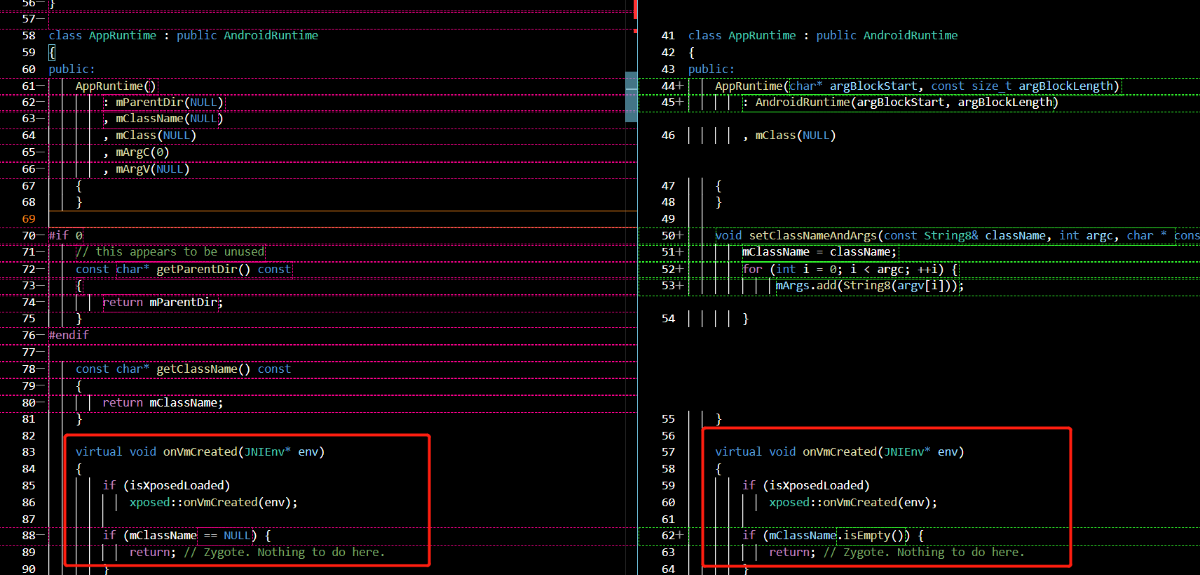 56— }
57—
58 class AppRuntime : public AndroidRuntime
59 {
60 public:
61— AppRuntime()
62— : mParentDir(NULL)
63— , mClassName(NULL)
64 , mClass(NULL)
65— , mArgC(0)
66— , mArgV(NULL)
67 {
68 }
69
70— #if 0
71— // this appears to be unused
72— const char* getParentDir() const
73— {
74— return mParentDir;
75 }
76— #endif
77—
78— const char* getClassName() const
79— {
80— return mClassName;
81 }
82
83 virtual void onVmCreated(JNIEnv* env)
84 {
85 if (isXposedLoaded)
86 xposed::onVmCreated(env);
87
88— if (mClassName == NULL) {
89 return; // Zygote. Nothing to do here.
90 }
41 class AppRuntime : public AndroidRuntime
42 {
43 public:
44+ AppRuntime(char* argBlockStart, const size_t argBlockLength)
45+ : AndroidRuntime(argBlockStart, argBlockLength)
46 , mClass(NULL)
47 {
48 }
49
50+ void setClassNameAndArgs(const String8& className, int argc, char * cons
51+ mClassName = className;
52+ for (int i = 0; i < argc; ++i) {
53+ mArgs.add(String8(argv[i]));
54 }
55 }
56
57 virtual void onVmCreated(JNIEnv* env)
58 {
59 if (isXposedLoaded)
60 xposed::onVmCreated(env);
61
62+ if (mClassName.isEmpty()) {
63 return; // Zygote. Nothing to do here.
64 }